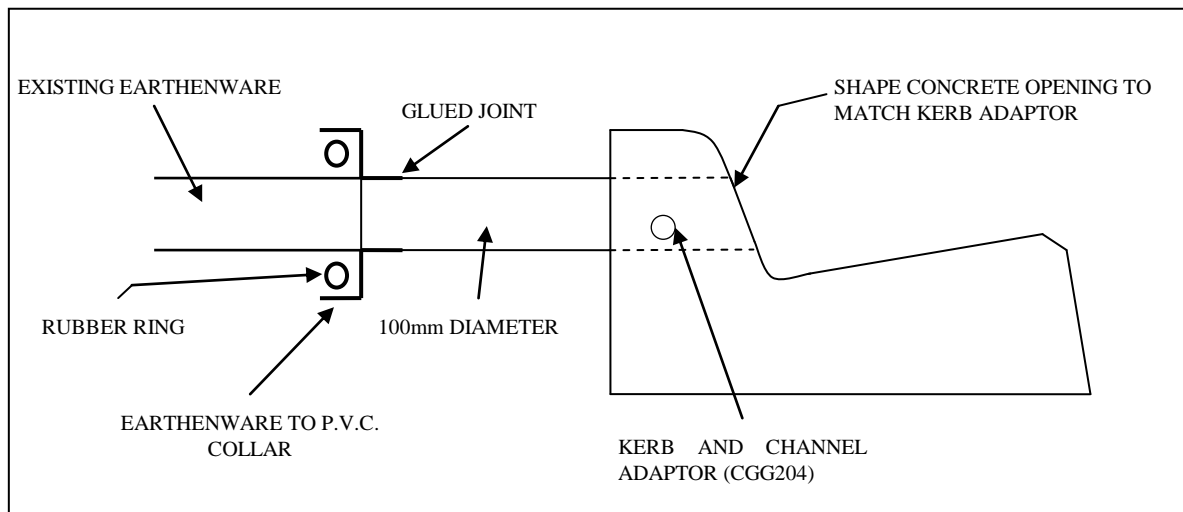 EXISTING EARTHENWARE
GLUED JOINT
SHAPE CONCRETE OPENING TO
MATCH KERB ADAPTOR
RUBBER RING
100mm DIAMETER
EARTHENWARE TO P.V.C.
COLLAR
KERB AND CHANNEL
ADAPTOR (CGG204)